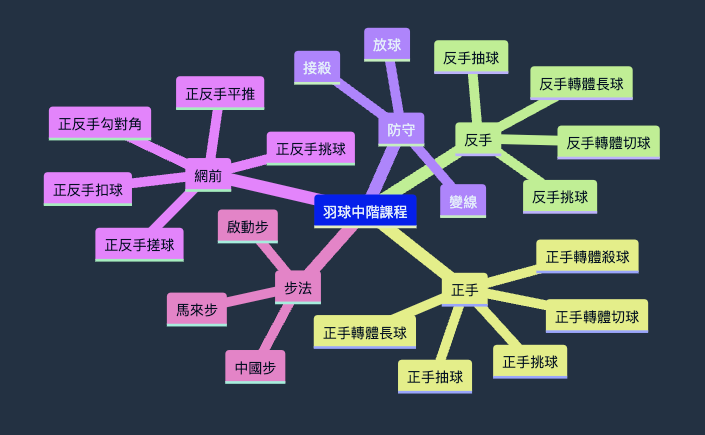 羽球中階課程
網前
正反手平推
正反手勾對角
正反手挑球
正反手扣球
正反手搓球
防守
放球
接殺
變線
反手
反手抽球
反手轉體長球
反手轉體切球
反手挑球
步法
啟動步
馬來步
中國步
正手
正手轉體殺球
正手轉體切球
正手轉體長球
正手抽球
正手挑球